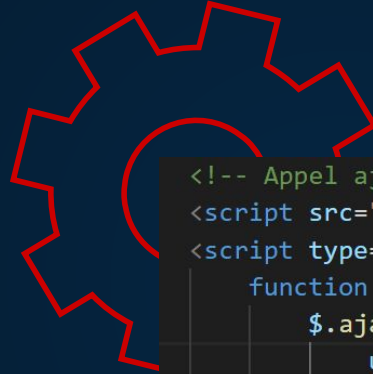 <!-- Appel aj
<script src="
<script type=
function
$.aja
u